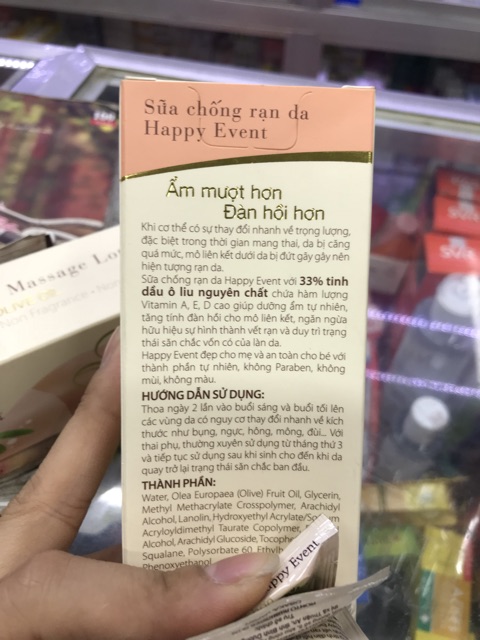 Sữa chống rạn da
Happy Event
Ẩm mượt hơn
Đàn hồi hơn
Khi cơ thể có sự thay đổi nhanh về trọng lượng,
đặc biệt trong thời gian mang thai, da bị căng
quá mức, mô liên kết dưới da bị đứt gãy gây nên
hiện tượng rạn da.
Sữa chống rạn da Happy Event với 33% tinh
dầu ô liu nguyên chất chứa hàm lượng
Vitamin A, E, D cao giúp dưỡng ẩm tự nhiên,
tăng tính đàn hồi cho mô liên kết, ngăn ngừa
hữu hiệu sự hình thành vết rạn và duy trì trạng
thái săn chắc vốn có của làn da.
Happy Event đẹp cho mẹ và an toàn cho bé với
thành phần tự nhiên, không Paraben, không
mùi, không màu.
HƯỚNG DẪN SỬ DỤNG:
Thoa ngày 2 lần vào buổi sáng và buổi tối lên
các vùng da có nguy cơ thay đổi nhanh về kích
thước như bụng, ngực, hông, mông, đùi... Với
thai phụ, thường xuyên sử dụng từ tháng thứ 3
và tiếp tục sử dụng sau khi sinh cho đến khi da
quay trở lại trạng thái săn chắc ban đầu.
THÀNH PHẦN:
Water, Olea Europaea (Olive) Fruit Oil, Glycerin,
Methyl Methacrylate Crosspolymer, Arachidyl
Alcohol, Lanolin, Hydroxyethyl Acrylate/
Acryloyldimethyl Taurate Copolymer,
Alcohol, Arachidyl Glucoside,
Squalane, Polysorbate 60,
Phenoxyethanol
Happy Event
Massage
OLIVE OIL
Non Fragrance